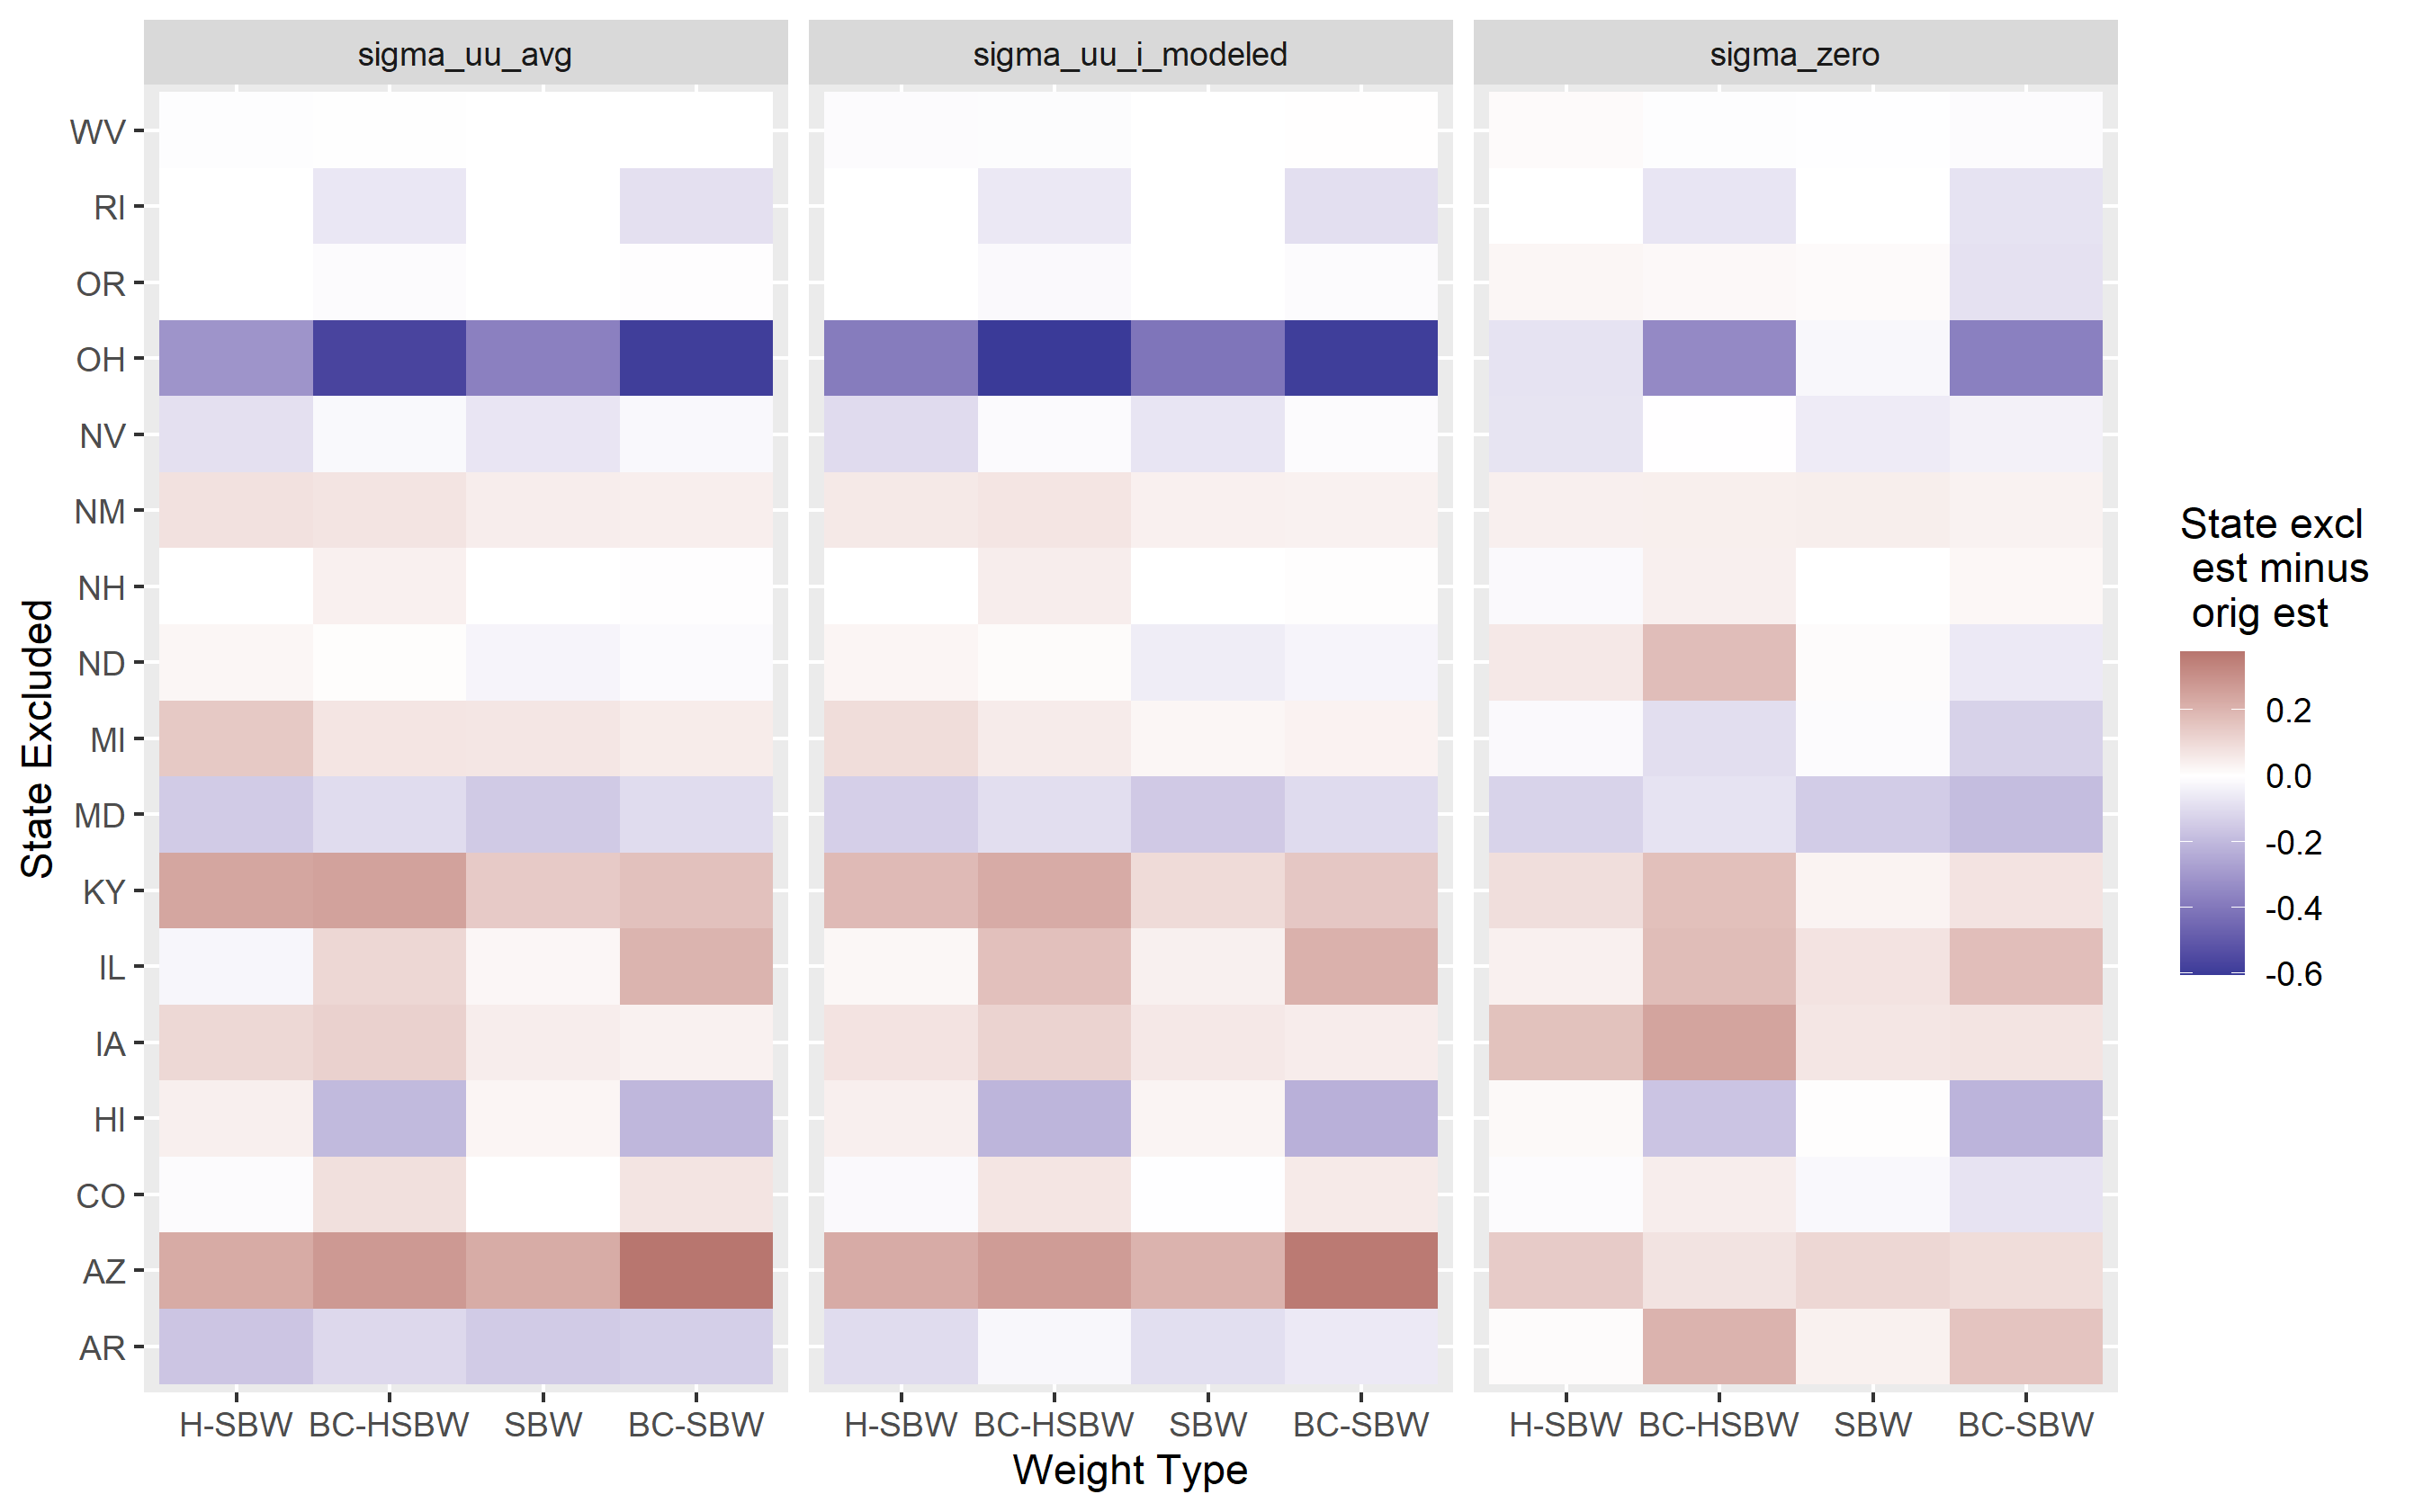 sigma_uu_avg
sigma_uu_i_modeled
sigma_zero
State Excluded
WV
RI
OR
OH
NV
NM
NH
ND
MI
MD
KY
IL
IA
HI
CO
AZ
AR
H-SBW BC-HSBW SBW BC-SBW
H-SBW BC-HSBW SBW BC-SBW
H-SBW BC-HSBW SBW BC-SBW
Weight Type
State excl
est minus
orig est
0.2
0.0
-0.2
-0.4
-0.6